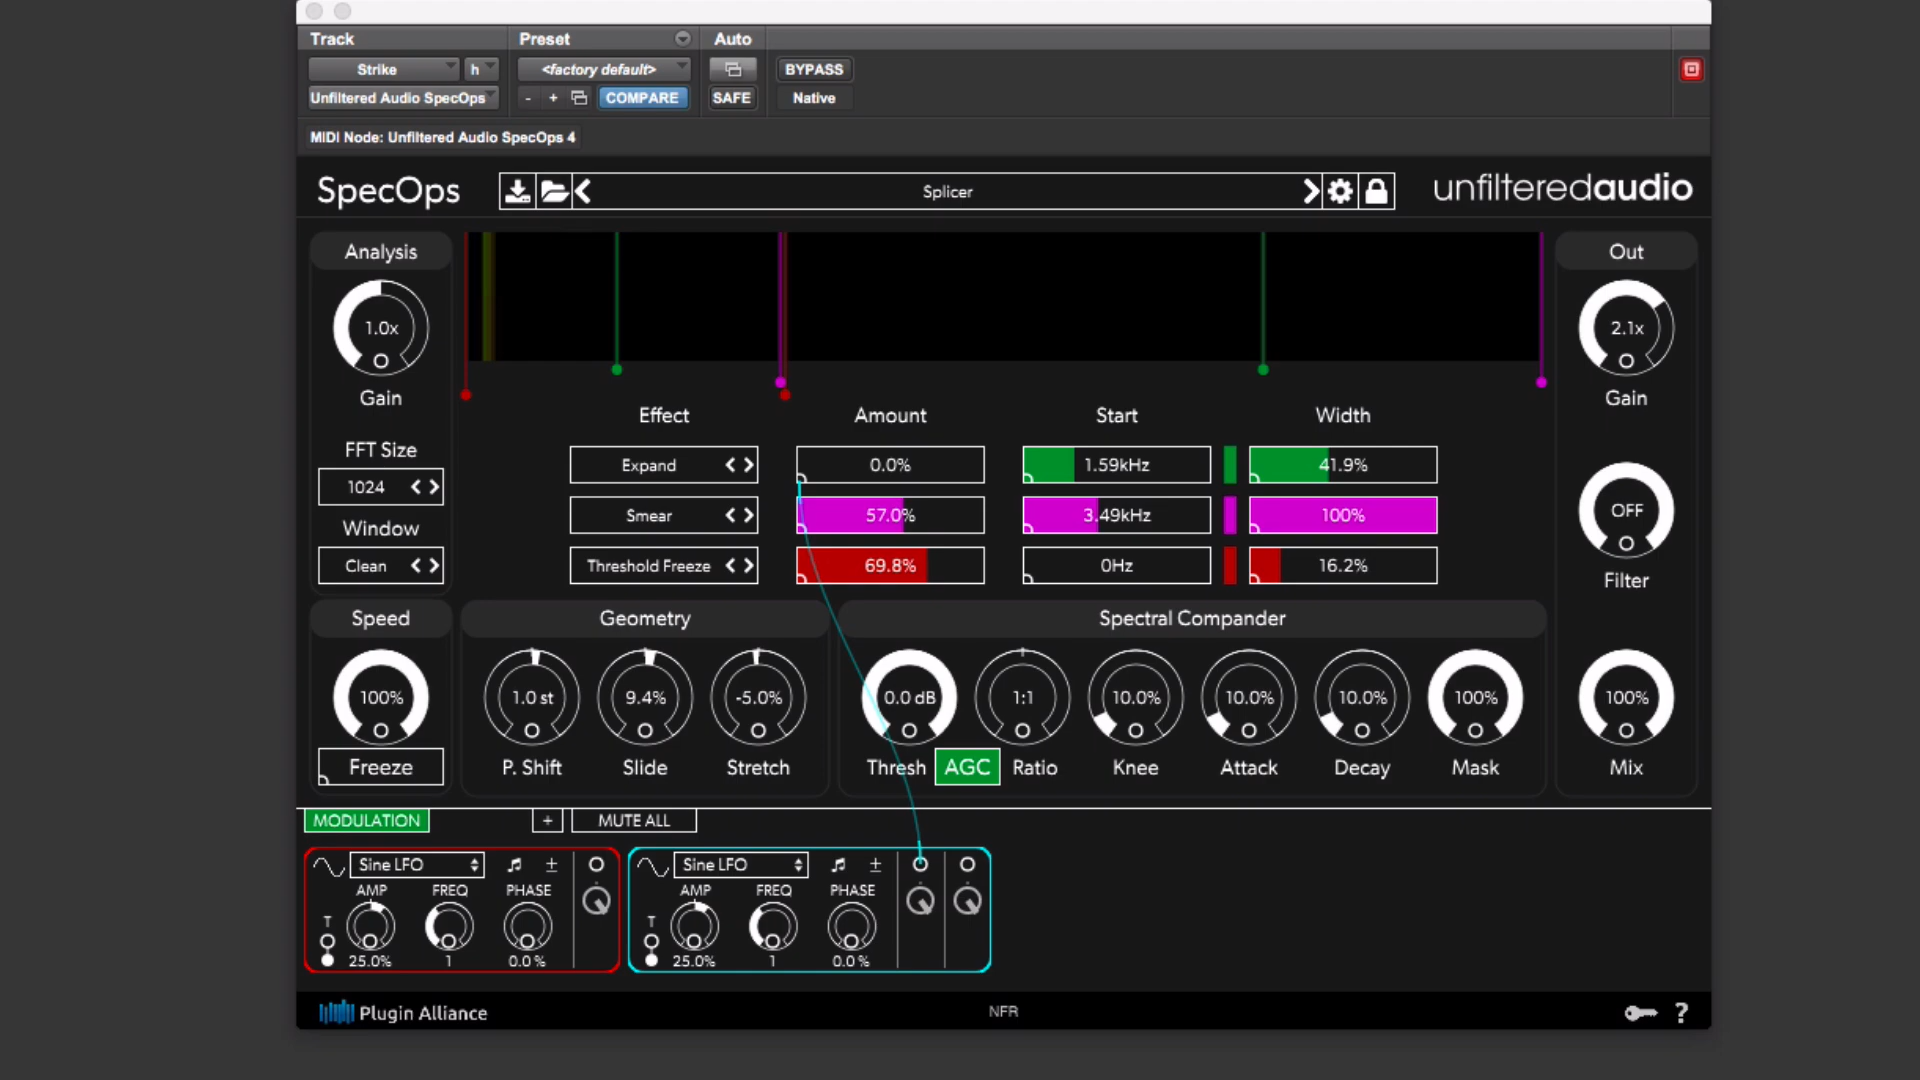 Track
Preset
Auto
Strike
h
<factory default>
BYPASS
Unfiltered Audio SpecOps
- +
COMPARE
SAFE
Native
MIDI Node: Unfiltered Audio SpecOps 4
SpecOps
Splicer
unfilteredaudio
Analysis
Out
1.0x
2.1x
Gain
Gain
Effect
Amount
Start
Width
FFT Size
1024
Expand
0.0%
1.59kHz
41.9%
Window
Smear
57.0%
3.49kHz
100%
OFF
Clean
Threshold Freeze
69.8%
0Hz
16.2%
Filter
Speed
Geometry
Spectral Compander
100%
1.0 st
9.4%
-5.0%
0.0 dB
1:1
10.0%
10.0%
10.0%
100%
100%
Freeze
P. Shift
Slide
Stretch
Thresh
AGC
Ratio
Knee
Attack
Decay
Mask
Mix
MODULATION
+
MUTE ALL
Sine LFO
±
Sine LFO
±
AMP
FREQ
PHASE
AMP
FREQ
PHASE
T
T
25.0%
1
0.0 %
25.0%
1
0.0 %
Plugin Alliance
NFR
?